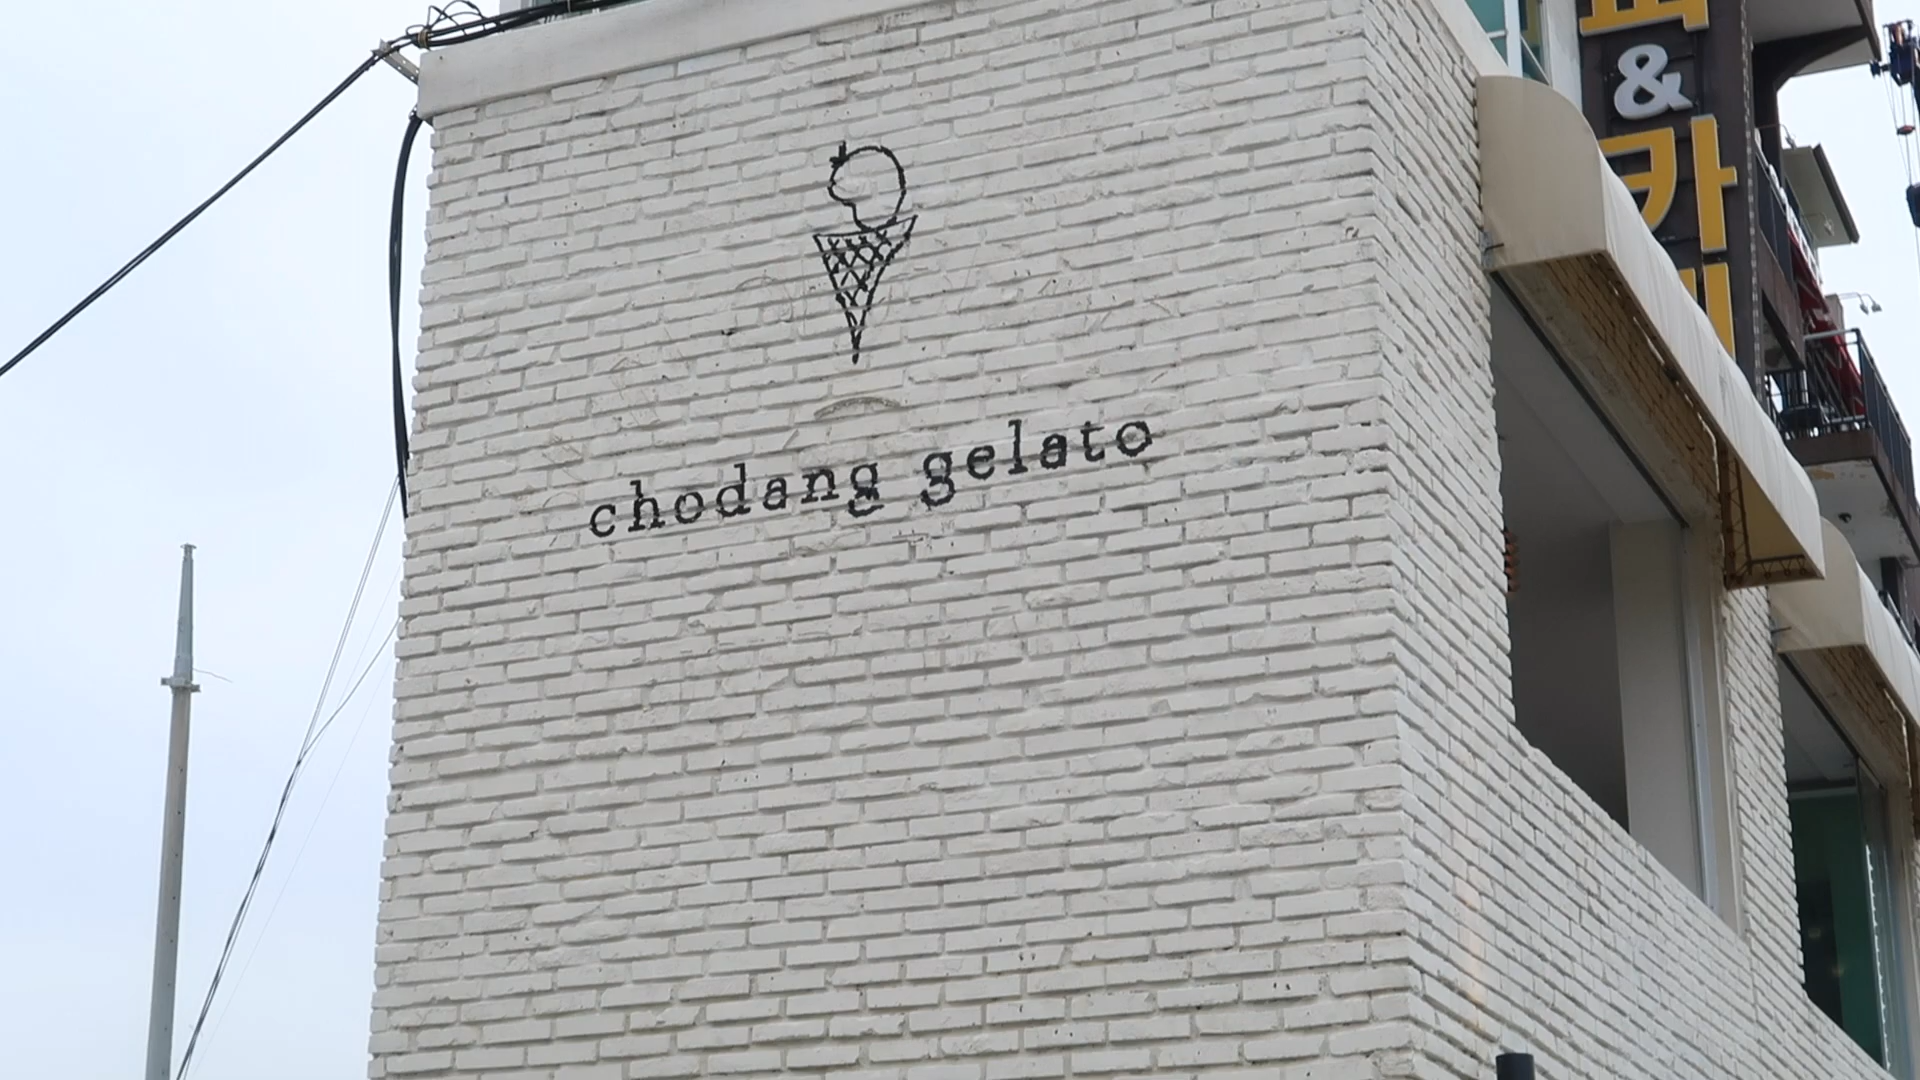 chodang gelato
&
카